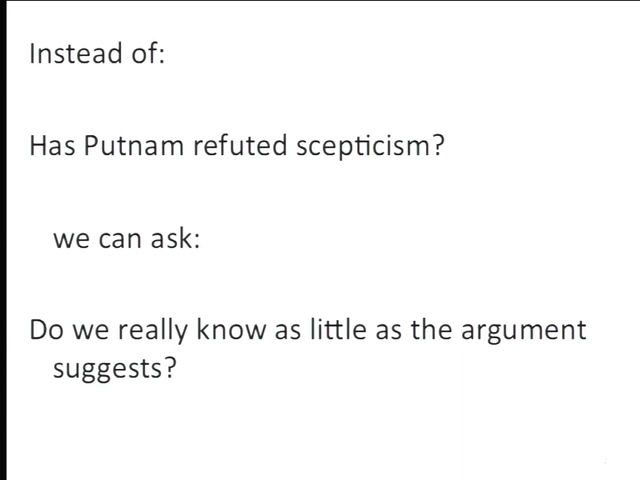 Instead of:
Has Putnam refuted scepticism?
we can ask:
Do we really know as little as the argument
suggests?